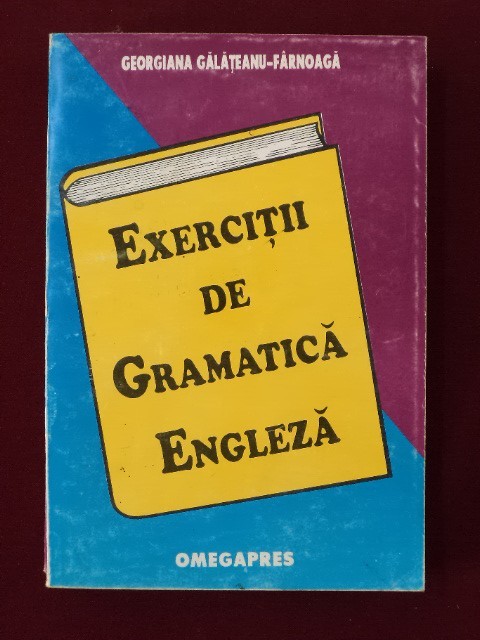 GEORGIANA GĂLĂȚEANU-FÂRNOAGĂ
EXERCIȚII
DE
GRAMATICĂ
ENGLEZĂ
OMEGAPRES